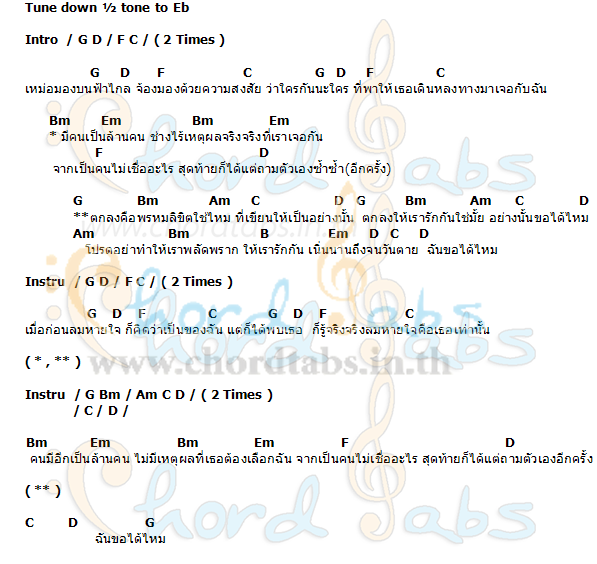 Tune down ½ tone to Eb
Intro / G D / F C / ( 2 Times )
G D F C G D F C
เหม่อมองบนฟ้าไกล จ้องมองด้วยความสงสัย ว่าใครกันนะใคร ที่พาให้เธอเดินหลงทางมาเจอกับฉัน
Bm Em Bm Em
* มีคนเป็นล้านคน ช่างไร้เหตุผลจริงจริงที่เราเจอกัน
F D
จากเป็นคนไม่เชื่ออะไร สุดท้ายก็ได้แต่ถามตัวเองซ้ำซ้ำ(อีกครั้ง)
G Bm Am C D G Bm Am C D
**ตกลงคือพรหมลิขิตใช่ไหม ที่เขียนให้เป็นอย่างนั้น ตกลงให้เรารักกันใช่มั้ย อย่างนั้นขอได้ไหม
Am Bm B Em D C D
โปรดอย่าทำให้เราพลัดพราก ให้เรารักกัน เนิ่นนานถึงจนวันตาย ฉันขอได้ไหม
Instru / G D / F C / ( 2 Times )
G D F C G D F C
เมื่อก่อนลมหายใจ ก็คิดว่าเป็นของฉัน แต่ก็ได้พบเธอ ก็รู้จริงจริงลมหายใจคือเธอเท่านั้น
( * , ** )
www.chordtabs.in.th
Instru / G Bm / Am C D / ( 2 Times )
/ C / D /
Bm Em Bm Em F D
คนมีอีกเป็นล้านคน ไม่มีเหตุผลที่เธอต้องเลือกฉัน จากเป็นคนไม่เชื่ออะไร สุดท้ายก็ได้แต่ถามตัวเองอีกครั้ง
( ** )
C D G
ฉันขอได้ไหม